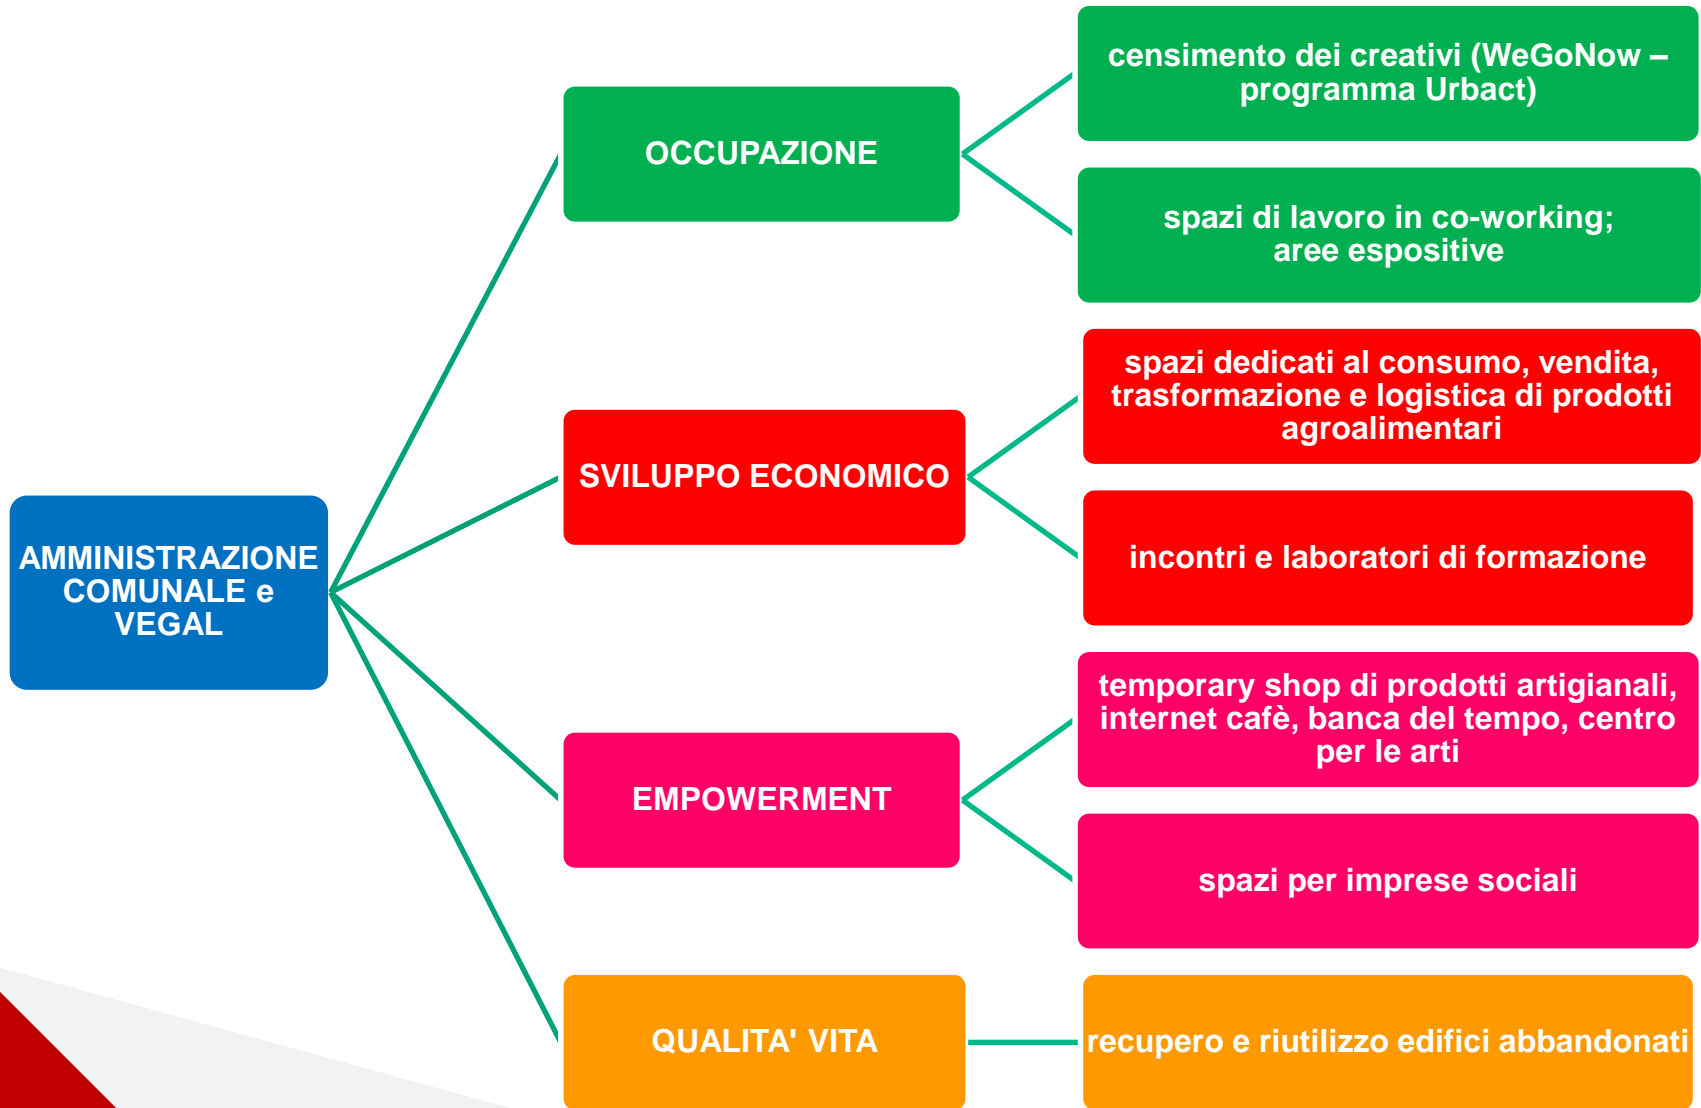 AMMINISTRAZIONE
COMUNALE e
VEGAL
OCCUPAZIONE
censimento dei creativi (WeGoNow –
programma Urbact)
spazi di lavoro in co-working;
aree espositive
SVILUPPO ECONOMICO
spazi dedicati al consumo, vendita,
trasformazione e logistica di prodotti
agroalimentari
incontri e laboratori di formazione
EMPOWERMENT
temporary shop di prodotti artigianali,
internet cafè, banca del tempo, centro
per le arti
spazi per imprese sociali
QUALITA' VITA
recupero e riutilizzo edifici abbandonati